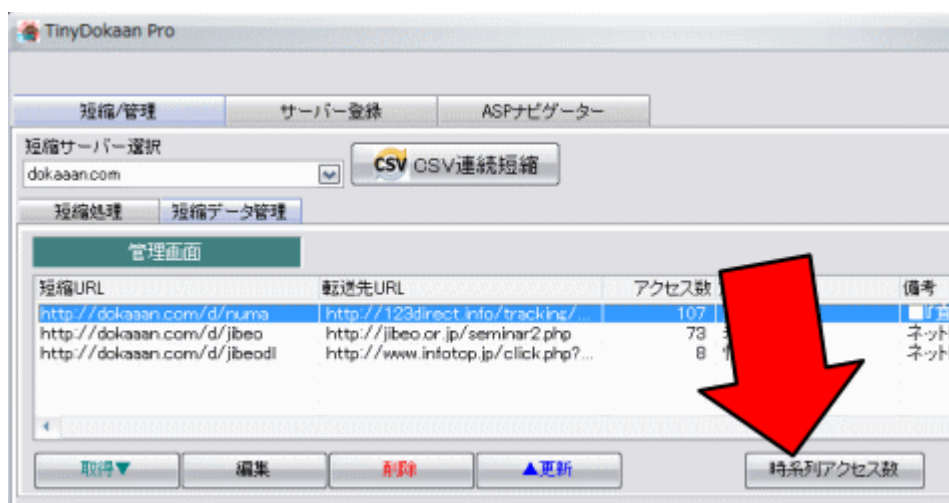 TinyDokaan Pro
短縮/管理 サーバー登録 ASPナビゲーター
短縮サーバー選択
dokaaan.com
CSV CSV連続短縮
短縮処理 短縮データ管理
管理画面
短縮URL 転送先URL アクセス数 備考
http://dokaaan.com/d/numa http://123direct.info/tracking/... 107
http://dokaaan.com/d/jibeo http://jibeo.or.jp/seminar2.php 73 ネット
http://dokaaan.com/d/jibeodl http://www.infotop.jp/click.php?... 8 ネット
取得▼ 編集 削除 ▲更新 時系列アクセス数